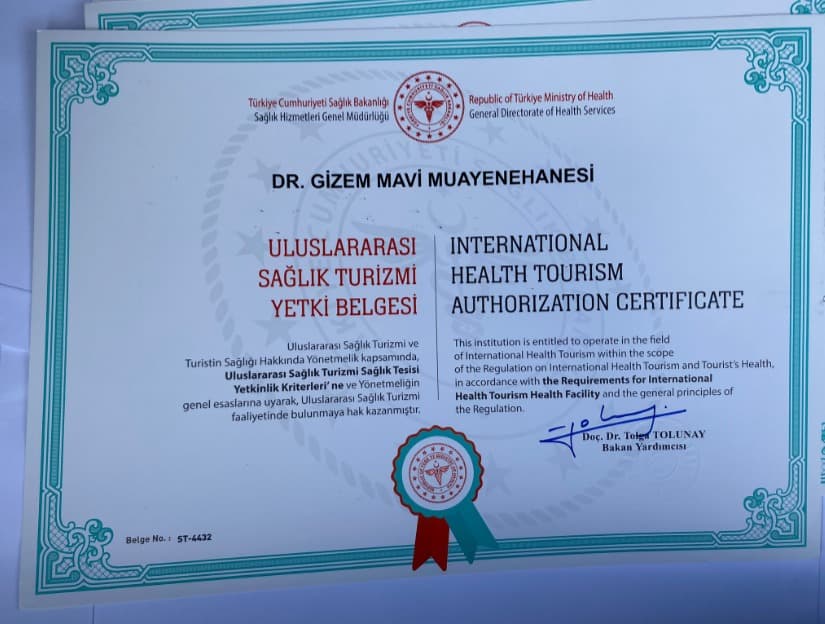 Türkiye Cumhuriyeti Sağlık Bakanlığı
Sağlık Hizmetleri Genel Müdürlüğü
Republic of Türkiye Ministry of Health
General Directorate of Health Services
DR. GİZEM MAVİ MUAYENEHANESİ
ULUSLARARASI
SAĞLIK TURİZMİ
YETKİ BELGESİ
INTERNATIONAL
HEALTH TOURISM
AUTHORIZATION CERTIFICATE
Uluslararası Sağlık Turizmi ve
Turistin Sağlığı Hakkında Yönetmelik kapsamında,
Uluslararası Sağlık Turizmi Sağlık Tesisi
Yetkinlik Kriterleri'ne ve Yönetmeliğin
genel esaslarına uyarak, Uluslararası Sağlık Turizmi
faaliyetinde bulunmaya hak kazanmıştır.
This institution is entitled to operate in the field
of International Health Tourism within the scope
of the Regulation on International Health Tourism and Tourist's Health,
in accordance with the Requirements for International
Health Tourism Health Facility and the general principles of
the Regulation.
Doç. Dr. Tolga TOLUNAY
Bakan Yardımcısı
Belge No. : ST-4432